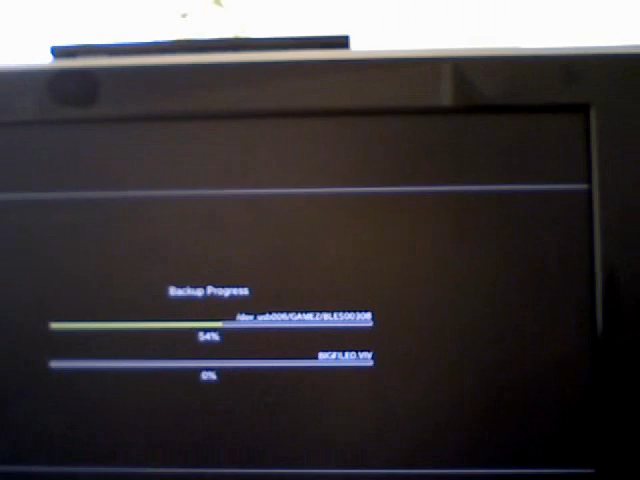 Backup Progress
/dev_usb006/GAMEZ/BLES00308
54%
BIGFILE0.VIV
0%